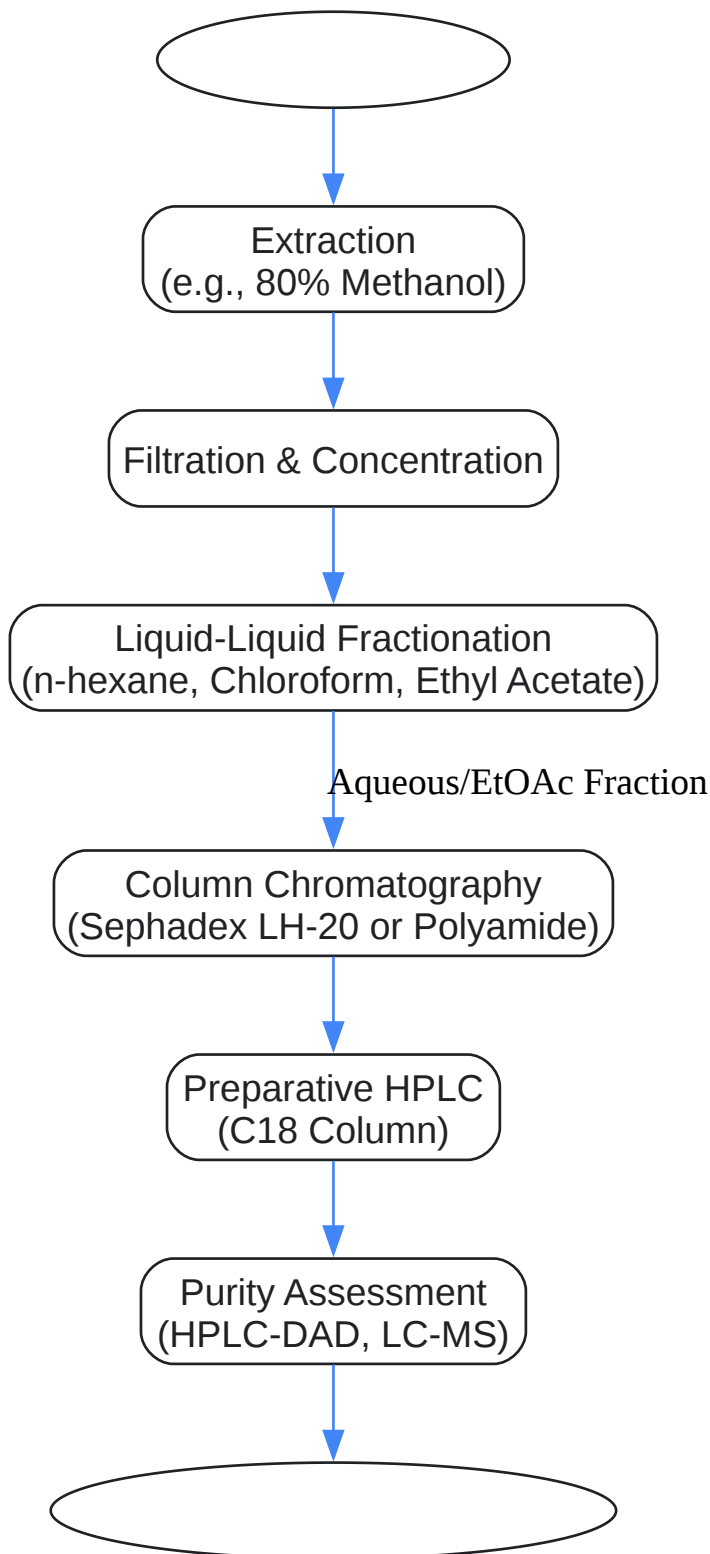 Extraction
(e.g., 80% Methanol)
Filtration & Concentration
Liquid-Liquid Fractionation
(n-hexane, Chloroform, Ethyl Acetate)
Aqueous/EtOAc Fraction
Column Chromatography
(Sephadex LH-20 or Polyamide)
Preparative HPLC
(C18 Column)
Purity Assessment
(HPLC-DAD, LC-MS)